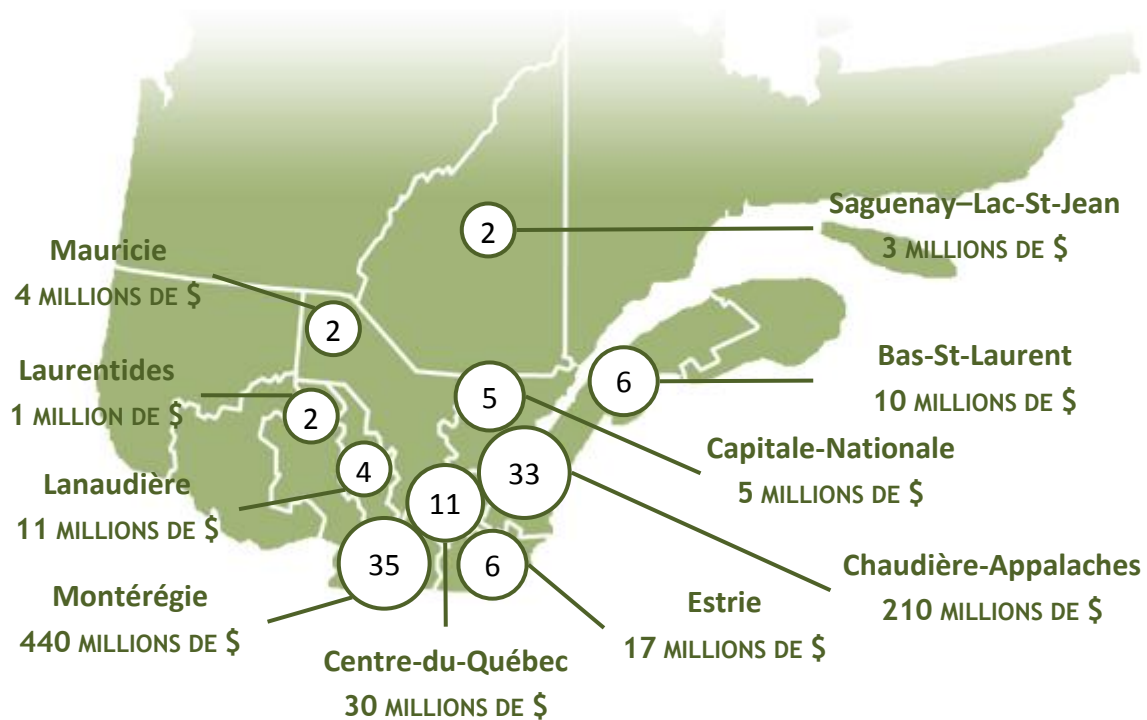 Saguenay–Lac-St-Jean
3 MILLIONS DE $
2
Mauricie
4 MILLIONS DE $
2
Bas-St-Laurent
10 MILLIONS DE $
6
Laurentides
1 MILLION DE $
2
5
Capitale-Nationale
5 MILLIONS DE $
Lanaudière
11 MILLIONS DE $
4
33
11
Chaudière-Appalaches
210 MILLIONS DE $
35
6
Montérégie
440 MILLIONS DE $
Estrie
17 MILLIONS DE $
Centre-du-Québec
30 MILLIONS DE $